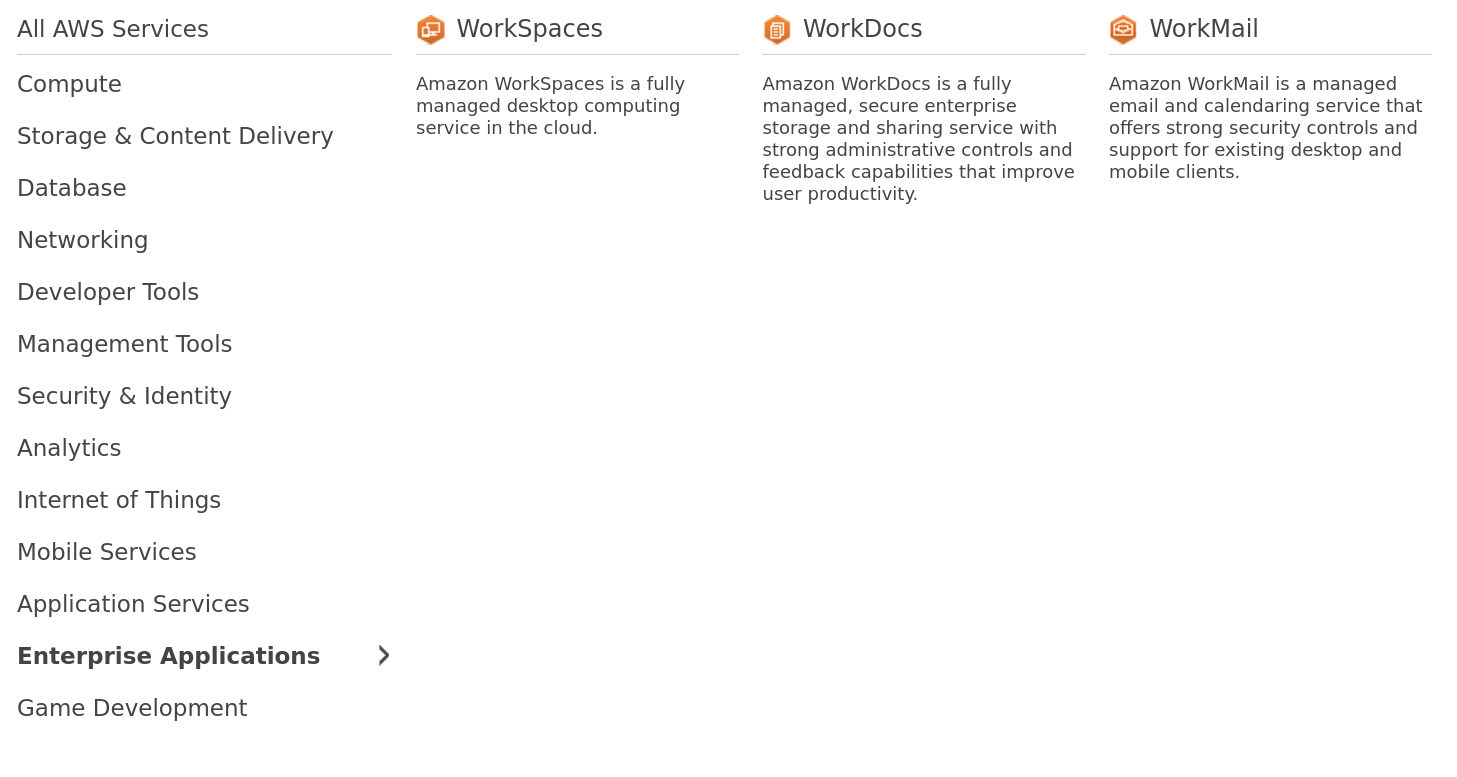 All AWS Services
Compute
Storage & Content Delivery
Database
Networking
Developer Tools
Management Tools
Security & Identity
Analytics
Internet of Things
Mobile Services
Application Services
Enterprise Applications
Game Development
WorkSpaces
Amazon WorkSpaces is a fully
managed desktop computing
service in the cloud.
WorkDocs
Amazon WorkDocs is a fully
managed, secure enterprise
storage and sharing service with
strong administrative controls and
feedback capabilities that improve
user productivity.
WorkMail
Amazon WorkMail is a managed
email and calendaring service that
offers strong security controls and
support for existing desktop and
mobile clients.